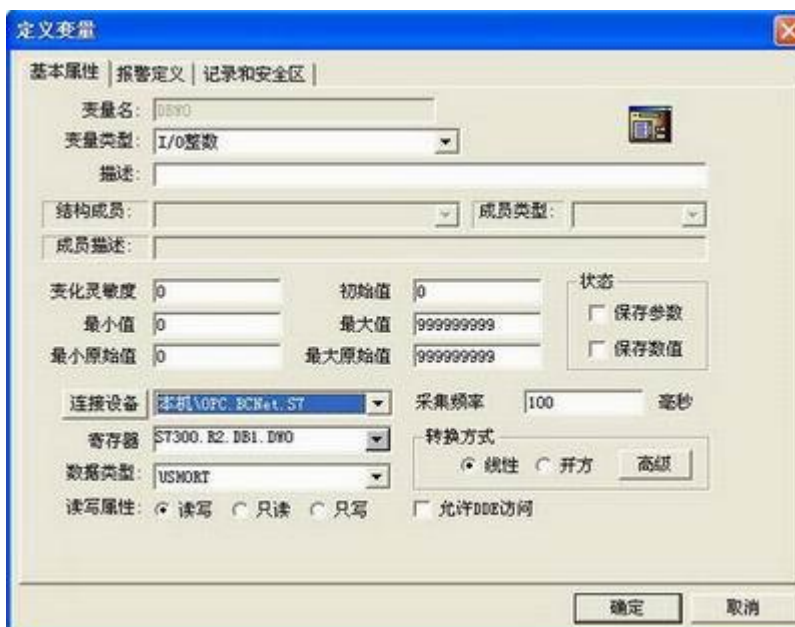 定义变量
基本属性 报警定义 记录和安全区
变量名: DBW0
变量类型: I/O整数
描述:
结构成员: 成员类型:
成员描述:
变化灵敏度 0 初始值 0 状态
最小值 0 最大值 999999999 保存参数
最小原始值 0 最大原始值 999999999 保存数值
连接设备 本机\OPC.BCNet.S7 采集频率 100 毫秒
寄存器 S7300.R2.DB1.DW0 转换方式
线性 开方 高级
数据类型: USHORT
读写属性: 读写 只读 只写 允许DDE访问
确定 取消